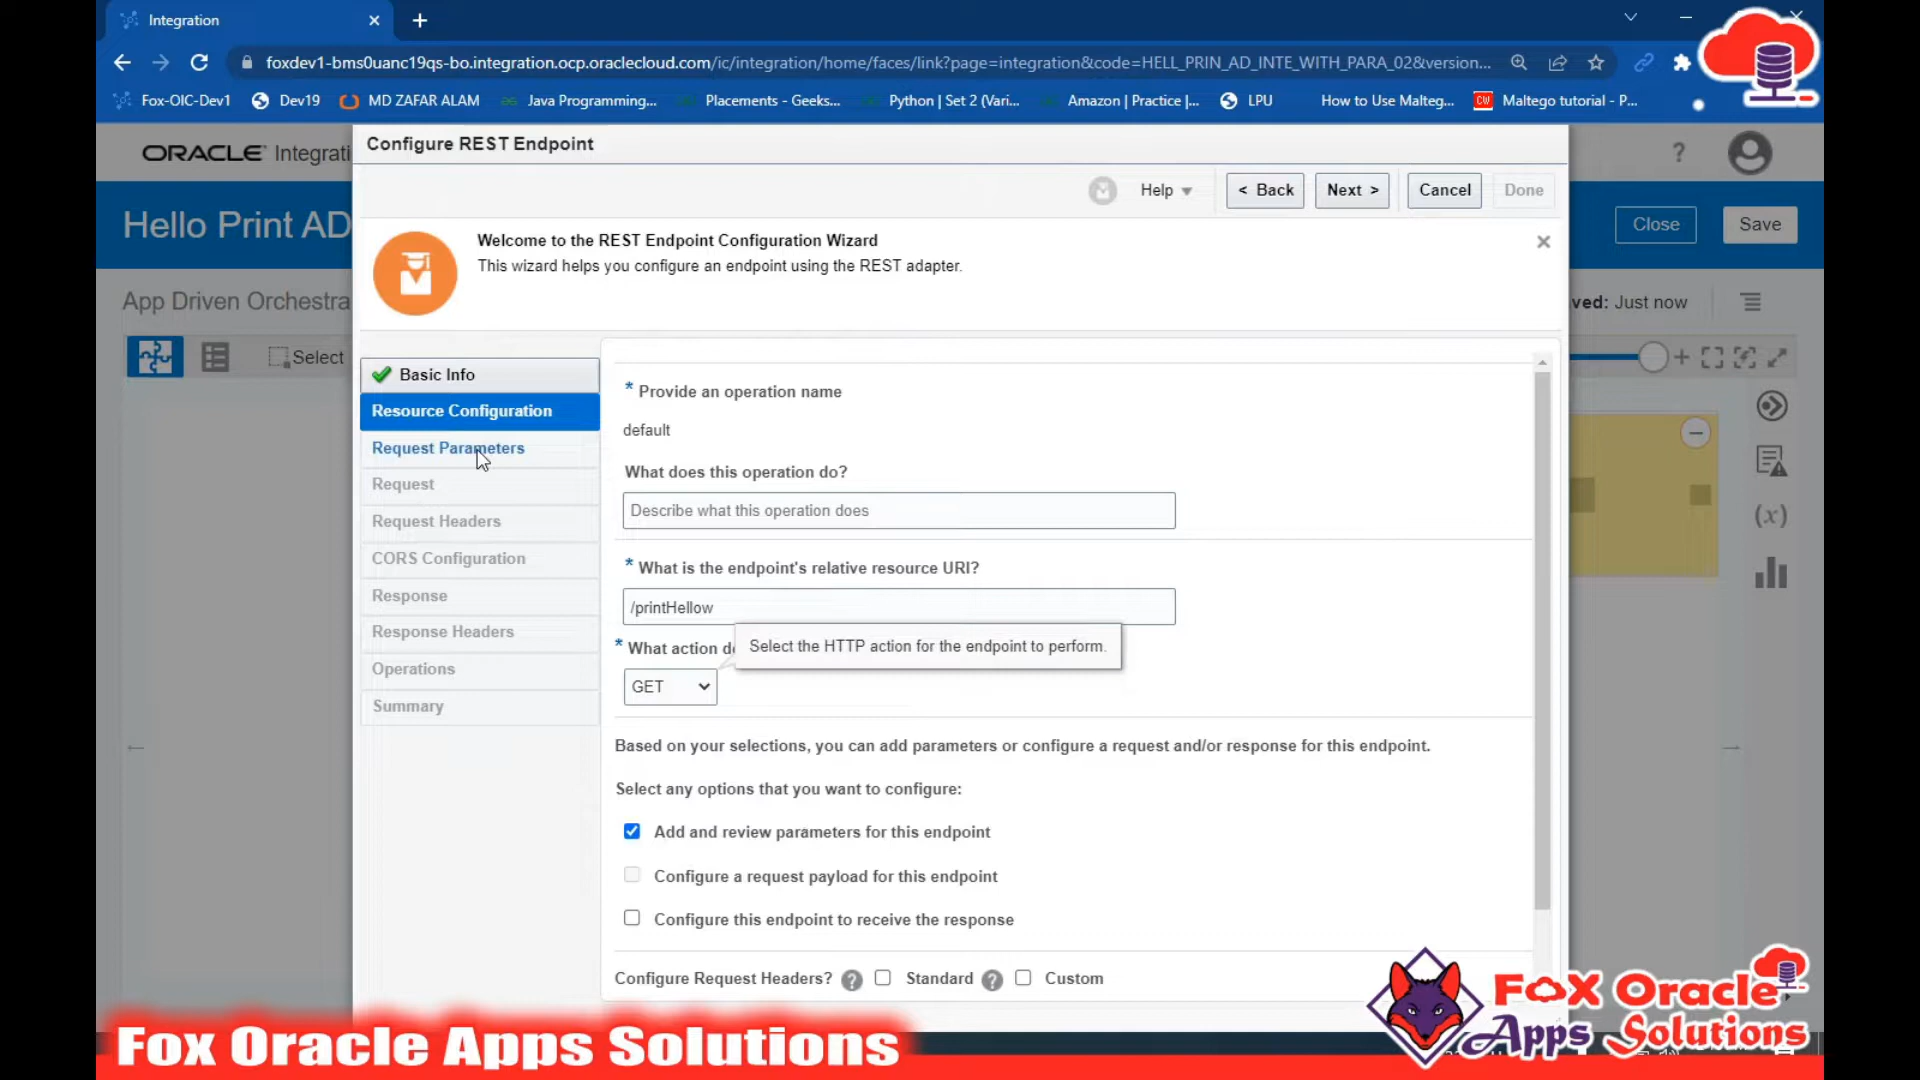 Integration
foxdev1-bms0uanc19qs-bo.integration.ocp.oraclecloud.com/ic/integration/home/faces/link?page=integration&code=HELL_PRIN_AD_INTE_WITH_PARA_02&version...
Fox-OIC-Dev1 Dev19 MD ZAFAR ALAM Java Programming,... Placements - Geeks... Python | Set 2 (Vari... Amazon | Practice |... LPU How to Use Malteg... Maltego tutorial - P...
Configure REST Endpoint
ORACLE Integrati
Help < Back Next > Cancel Done
Hello Print AD Close Save
Welcome to the REST Endpoint Configuration Wizard
This wizard helps you configure an endpoint using the REST adapter.
App Driven Orchestra ved: Just now
Select
Basic Info
Resource Configuration
Request Parameters
Request
Request Headers
CORS Configuration
Response
Response Headers
Operations
Summary
* Provide an operation name
default
What does this operation do?
Describe what this operation does
* What is the endpoint's relative resource URI?
/printHellow
* What action d
Select the HTTP action for the endpoint to perform.
GET
Based on your selections, you can add parameters or configure a request and/or response for this endpoint.
Select any options that you want to configure:
Add and review parameters for this endpoint
Configure a request payload for this endpoint
Configure this endpoint to receive the response
Configure Request Headers? Standard Custom
(x)
Fox Oracle Apps Solutions
FoX Oracle
Apps Solutions